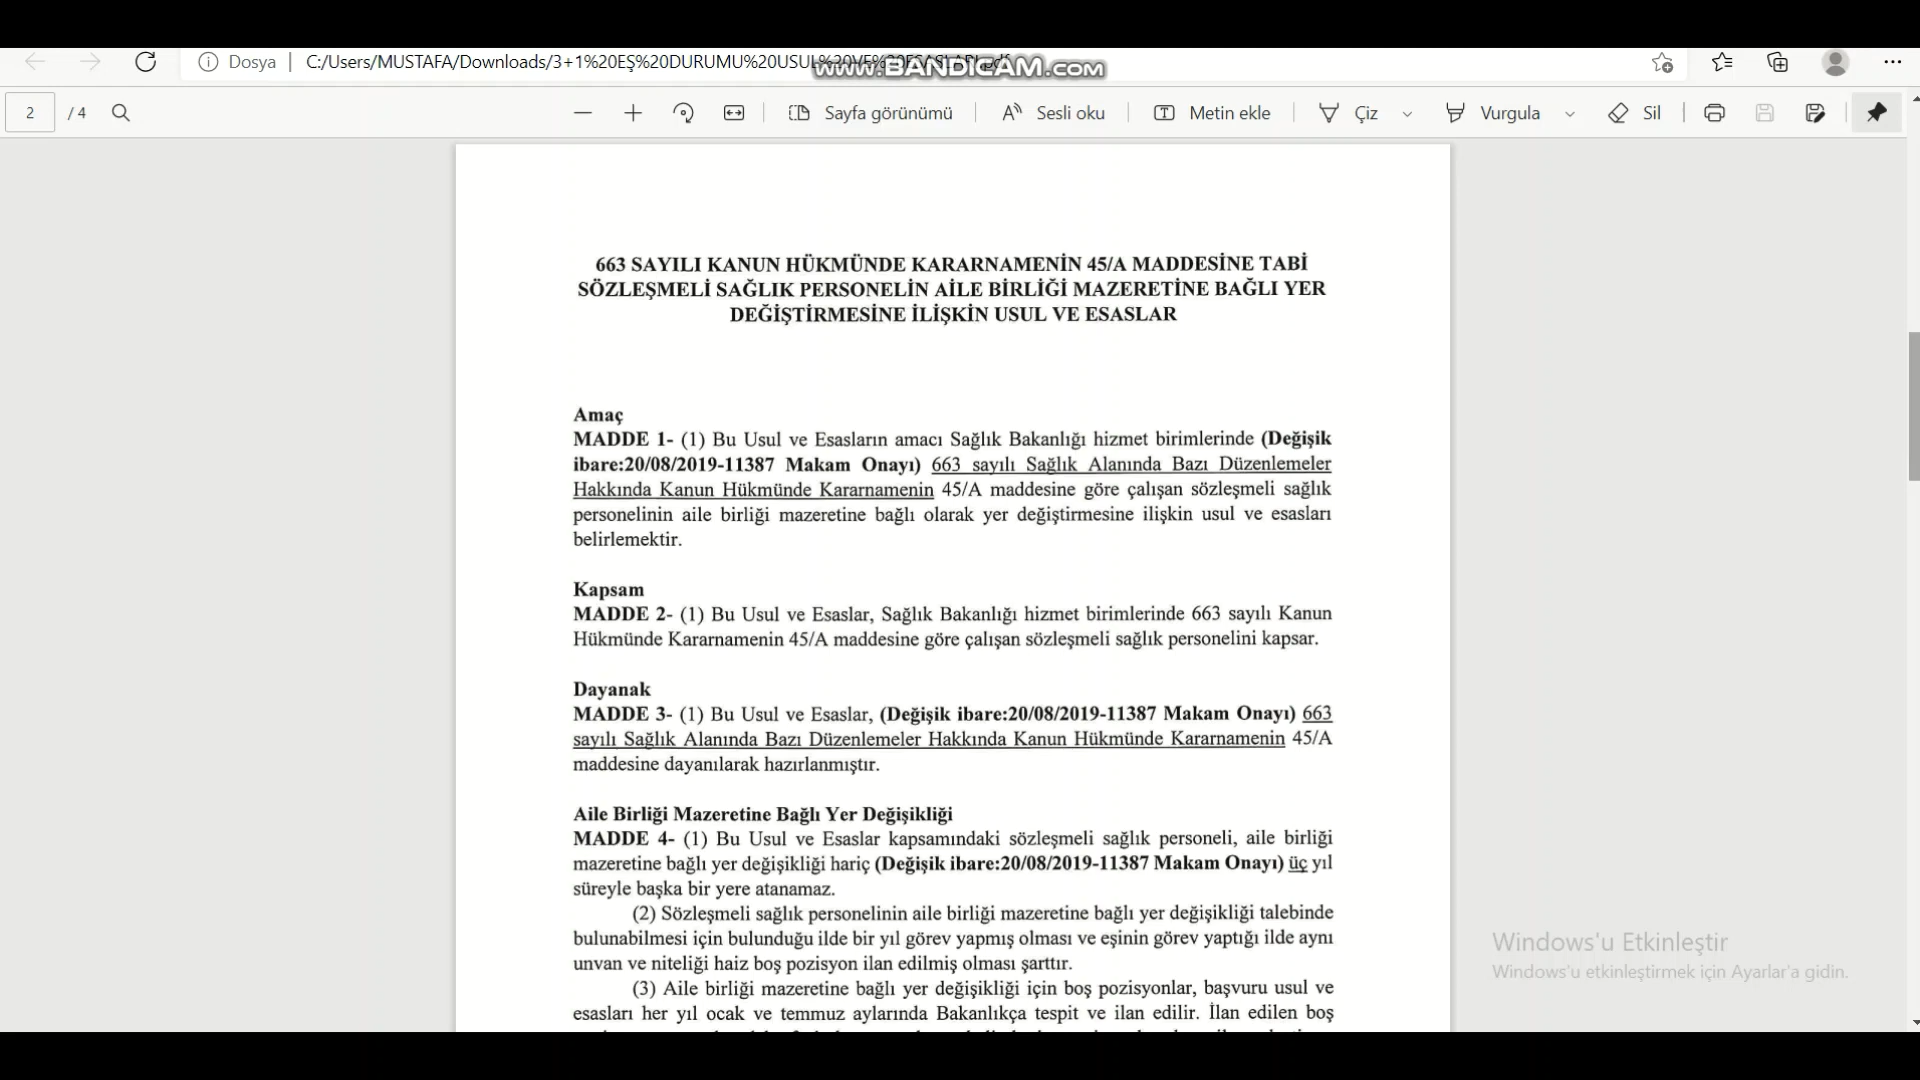 Dosya
C:/Users/MUSTAFA/Downloads/3+1%20EŞ%20DURUMU%20USUL%20VE%20ESASLARI.pdf
www.BANDICAM.com
2 / 4
Sayfa görünümü
Sesli oku
Metin ekle
Çiz
Vurgula
Sil
663 SAYILI KANUN HÜKMÜNDE KARARNAMENİN 45/A MADDESİNE TABİ
SÖZLEŞMELİ SAĞLIK PERSONELİN AİLE BİRLİĞİ MAZERETİNE BAĞLI YER
DEĞİŞTİRMESİNE İLİŞKİN USUL VE ESASLAR
Amaç
MADDE 1- (1) Bu Usul ve Esasların amacı Sağlık Bakanlığı hizmet birimlerinde (Değişik
ibare:20/08/2019-11387 Makam Onayı) 663 sayılı Sağlık Alanında Bazı Düzenlemeler
Hakkında Kanun Hükmünde Kararnamenin 45/A maddesine göre çalışan sözleşmeli sağlık
personelinin aile birliği mazeretine bağlı olarak yer değiştirmesine ilişkin usul ve esasları
belirlemektir.
Kapsam
MADDE 2- (1) Bu Usul ve Esaslar, Sağlık Bakanlığı hizmet birimlerinde 663 sayılı Kanun
Hükmünde Kararnamenin 45/A maddesine göre çalışan sözleşmeli sağlık personelini kapsar.
Dayanak
MADDE 3- (1) Bu Usul ve Esaslar, (Değişik ibare:20/08/2019-11387 Makam Onayı) 663
sayılı Sağlık Alanında Bazı Düzenlemeler Hakkında Kanun Hükmünde Kararnamenin 45/A
maddesine dayanılarak hazırlanmıştır.
Aile Birliği Mazeretine Bağlı Yer Değişikliği
MADDE 4- (1) Bu Usul ve Esaslar kapsamındaki sözleşmeli sağlık personeli, aile birliği
mazeretine bağlı yer değişikliği hariç (Değişik ibare:20/08/2019-11387 Makam Onayı) üç yıl
süreyle başka bir yere atanamaz.
(2) Sözleşmeli sağlık personelinin aile birliği mazeretine bağlı yer değişikliği talebinde
bulunabilmesi için bulunduğu ilde bir yıl görev yapmış olması ve eşinin görev yaptığı ilde aynı
unvan ve niteliği haiz boş pozisyon ilan edilmiş olması şarttır.
(3) Aile birliği mazeretine bağlı yer değişikliği için boş pozisyonlar, başvuru usul ve
esasları her yıl ocak ve temmuz aylarında Bakanlıkça tespit ve ilan edilir. İlan edilen boş
Windows'u Etkinleştir
Windows'u etkinleştirmek için Ayarlar'a gidin.